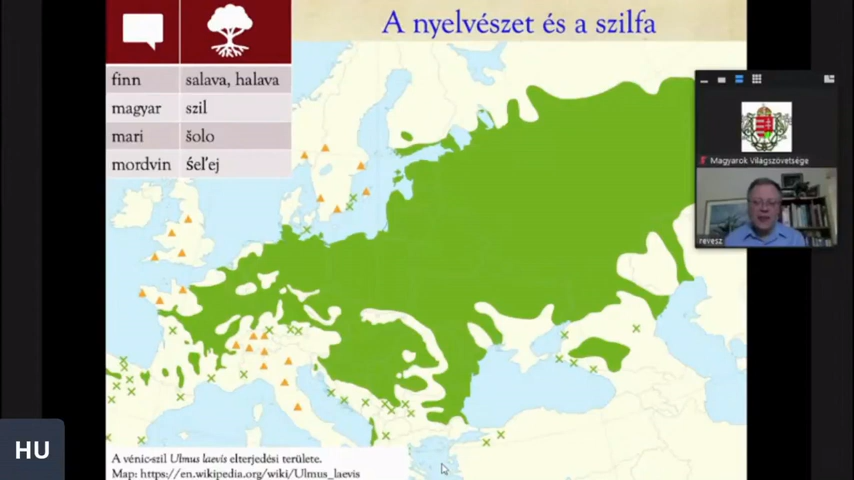 A nyelvészet és a szilfa
finn salava, halava
magyar szil
mari šolo
mordvin śeľej
Magyarok Világszövetsége
revesz
HU
A vénic-szil Ulmus laevis elterjedési területe.
Map: https://en.wikipedia.org/wiki/Ulmus_laevis